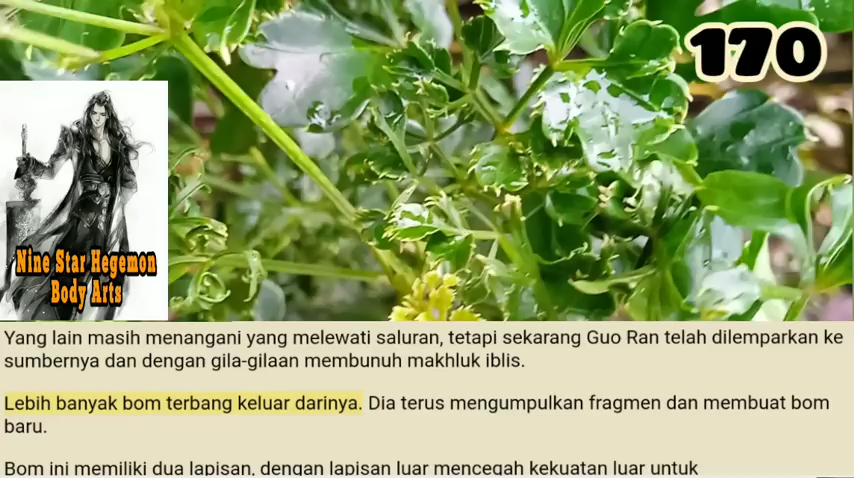 170
Nine Star Hegemon
Body Arts
Yang lain masih menangani yang melewati saluran, tetapi sekarang Guo Ran telah dilemparkan ke
sumbernya dan dengan gila-gilaan membunuh makhluk iblis.
Lebih banyak bom terbang keluar darinya. Dia terus mengumpulkan fragmen dan membuat bom
baru.
Bom ini memiliki dua lapisan, dengan lapisan luar mencegah kekuatan luar untuk